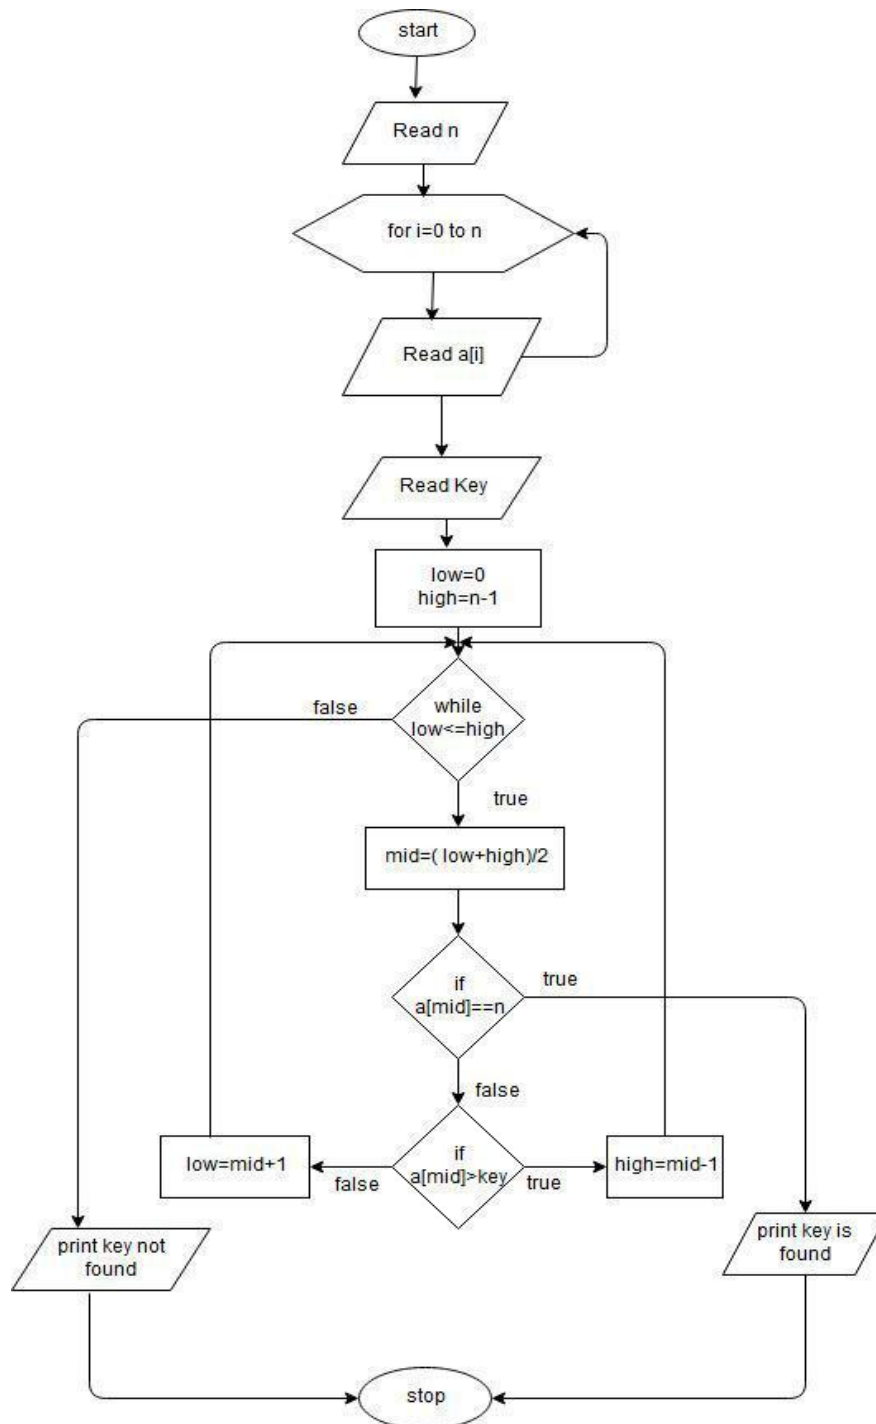 start
Read n
for i=0 to n
Read a[i]
Read Key
low=0
high=n-1
while
low<=high
false
true
mid=( low+high)/2
if
a[mid]==n
true
false
if
a[mid]>key
false
true
low=mid+1
high=mid-1
print key not
found
print key is
found
stop